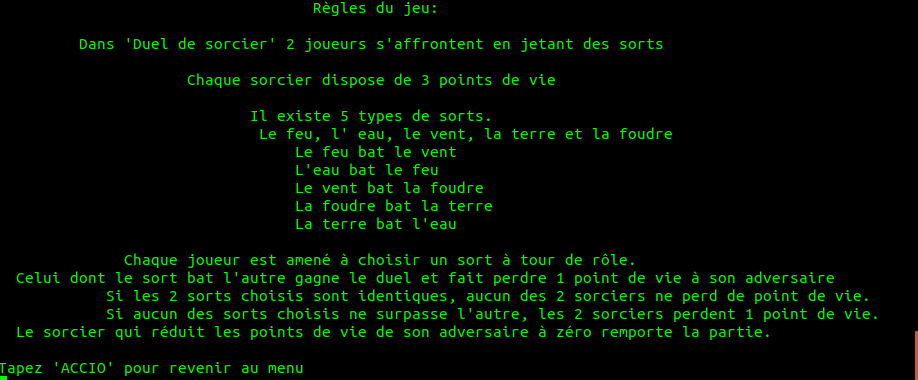 Règles du jeu:
Dans 'Duel de sorcier' 2 joueurs s'affrontent en jetant des sorts
Chaque sorcier dispose de 3 points de vie
Il existe 5 types de sorts.
Le feu, l' eau, le vent, la terre et la foudre
Le feu bat le vent
L'eau bat le feu
Le vent bat la foudre
La foudre bat la terre
La terre bat l'eau
Chaque joueur est amené à choisir un sort à tour de rôle.
Celui dont le sort bat l'autre gagne le duel et fait perdre 1 point de vie à son adversaire
Si les 2 sorts choisis sont identiques, aucun des 2 sorciers ne perd de point de vie.
Si aucun des sorts choisis ne surpasse l'autre, les 2 sorciers perdent 1 point de vie.
Le sorcier qui réduit les points de vie de son adversaire à zéro remporte la partie.
Tapez 'ACCIO' pour revenir au menu